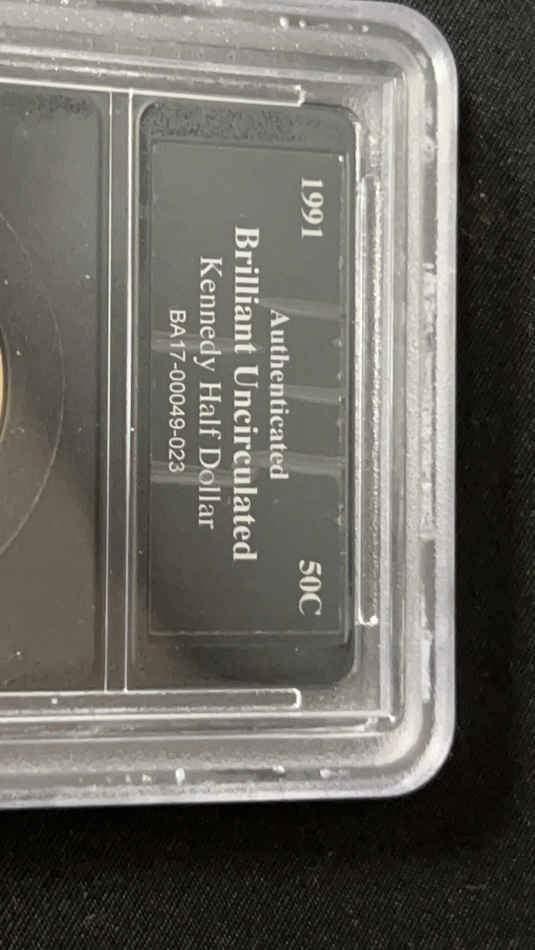 1991 50C
Authenticated
Brilliant Uncirculated
Kennedy Half Dollar
BA17-00049-023